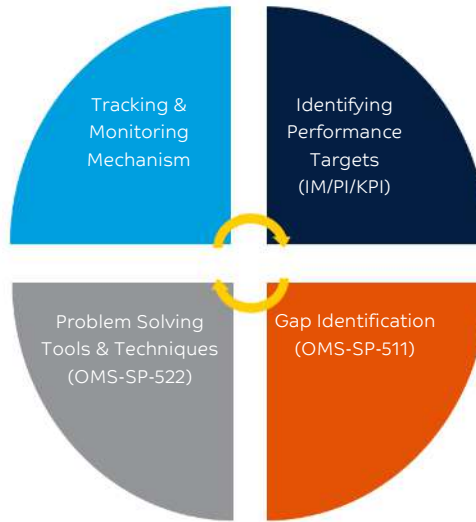 Tracking &
Monitoring
Mechanism
Identifying
Performance
Targets
(IM/PI/KPI)
Problem Solving
Tools & Techniques
(OMS-SP-522)
Gap Identification
(OMS-SP-511)